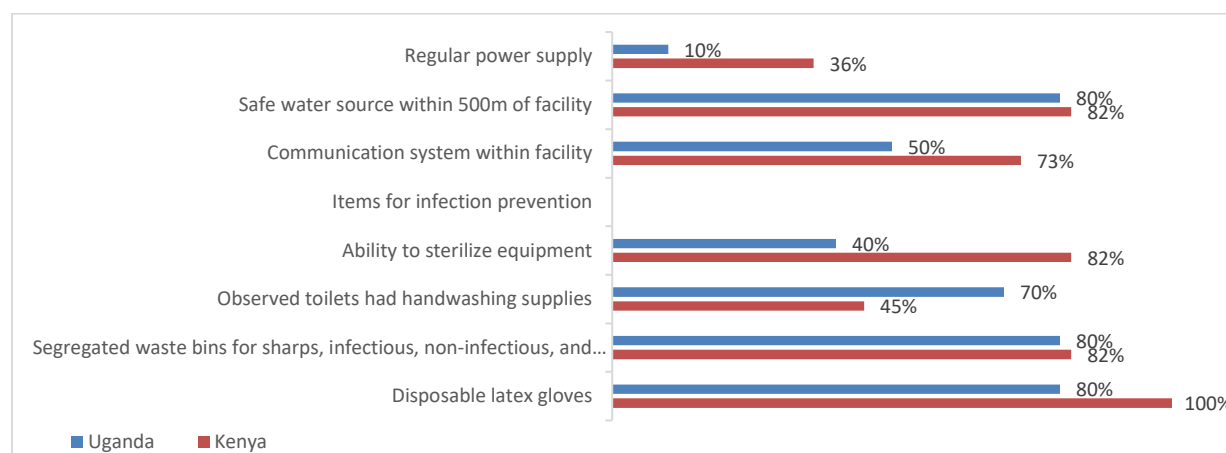 Regular power supply
10%
36%
Safe water source within 500m of facility
80%
82%
Communication system within facility
50%
73%
Items for infection prevention
Ability to sterilize equipment
40%
82%
Observed toilets had handwashing supplies
70%
45%
Segregated waste bins for sharps, infectious, non-infectious, and...
80%
82%
Disposable latex gloves
80%
100%
Uganda
Kenya